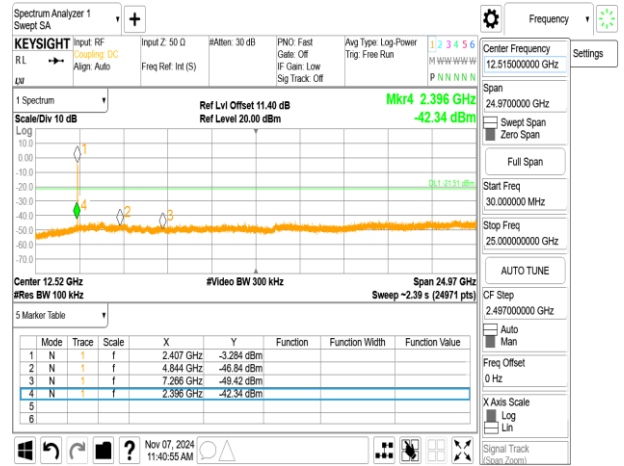 Spectrum Analyzer 1
Swept SA
Frequency
KEYSIGHT Input: RF Input Z: 50 Ω #Atten: 30 dB PNO: Fast Avg Type: Log-Power 1 2 3 4 5 6
RL Coupling: DC Gate: Off Trig: Free Run
Align: Auto Freq Ref: Int (S) IF Gain: Low M W W W W W
Sig Track: Off P N N N N N
LW
1 Spectrum Ref Lvl Offset 11.40 dB Mkr4 2.396 GHz
Scale/Div 10 dB Ref Level 20.00 dBm -42.34 dBm
Log
10.0
0.00
-10.0
-20.0
-30.0
-40.0
-50.0
-60.0
-70.0
1
4
2
3
DL1 -21.51 dBm
Center 12.52 GHz #Video BW 300 kHz Span 24.97 GHz
#Res BW 100 kHz Sweep ~2.39 s (24971 pts)
5 Marker Table
Mode Trace Scale X Y Function Function Width Function Value
1 N 1 f 2.407 GHz -3.284 dBm
2 N 1 f 4.844 GHz -46.84 dBm
3 N 1 f 7.266 GHz -49.42 dBm
4 N 1 f 2.396 GHz -42.34 dBm
5
6
Nov 07, 2024
11:40:55 AM
Center Frequency
12.515000000 GHz
Settings
Span
24.9700000 GHz
Swept Span
Zero Span
Full Span
Start Freq
30.000000 MHz
Stop Freq
25.000000000 GHz
AUTO TUNE
CF Step
2.497000000 GHz
Auto
Man
Freq Offset
0 Hz
X Axis Scale
Log
Lin
Signal Track
(Span Zoom)